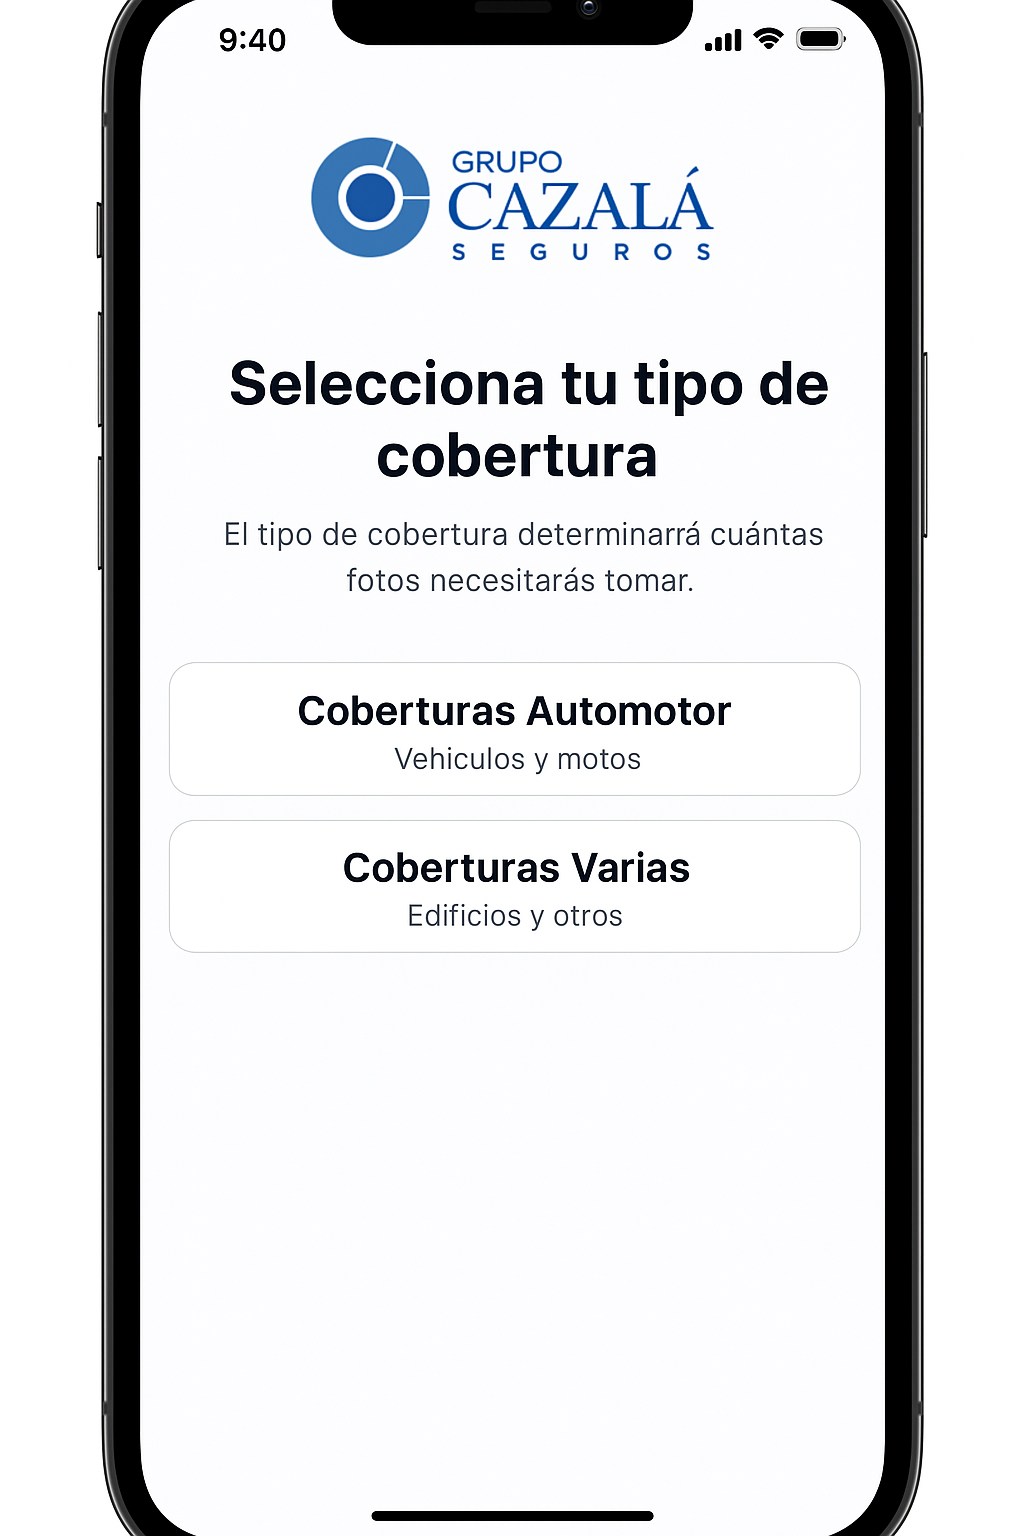 9:40
GRUPO
CAZALÁ
SEGUROS
Selecciona tu tipo de
cobertura
El tipo de cobertura determinarrá cuántas
fotos necesitarás tomar.
Coberturas Automotor
Vehiculos y motos
Coberturas Varias
Edificios y otros